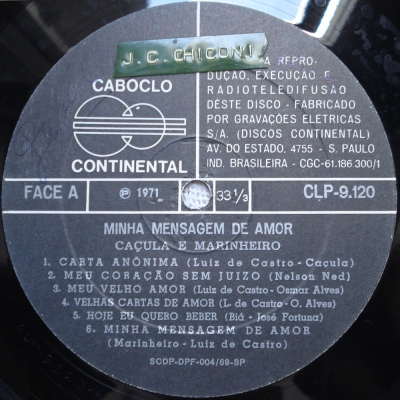 J.C. CHICONI
A REPRO-
DUÇÃO, EXECUÇÃO E
RADIOTELEDIFUSÃO
DÊSTE DISCO - FABRICADO
POR GRAVAÇÕES ELÉTRICAS
S/A. (DISCOS CONTINENTAL)
AV. DO ESTADO, 4755 - S. PAULO
IND. BRASILEIRA - CGC-61.186.300/1
CABOCLO
CONTINENTAL
FACE A
℗ 1971
33 1/3
CLP-9.120
MINHA MENSAGEM DE AMOR
CAÇULA E MARINHEIRO
1. CARTA ANÔNIMA (Luiz de Castro - Caçula)
2. MEU CORAÇÃO SEM JUIZO (Nelson Ned)
3. MEU VELHO AMOR (Luiz de Castro - Osmar Alves)
4. VELHAS CARTAS DE AMOR (L. de Castro - O. Alves)
5. HOJE EU QUERO BEBER (Biá - José Fortuna)
6. MINHA MENSAGEM DE AMOR
(Marinheiro - Luiz de Castro)
SCDP-DPF-004/69-SP